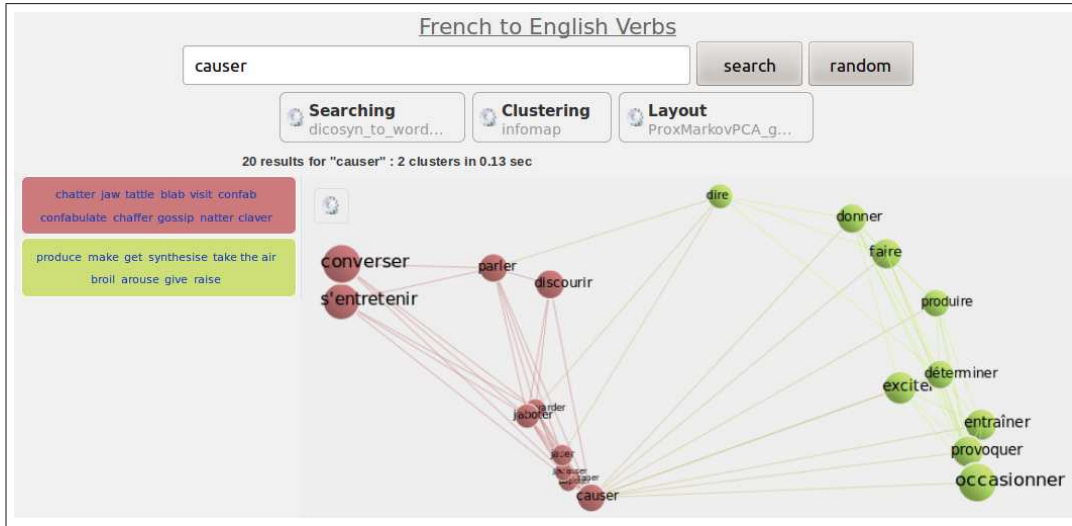 French to English Verbs
causer
search
random
Searching
dicosyn_to_word...
Clustering
infomap
Layout
ProxMarkovPCA_g...
20 results for "causer" : 2 clusters in 0.13 sec
chatter jaw tattle blab visit confab
confabulate chaffer gossip natter claver
produce make get synthesise take the air
broil arouse give raise
dire
donner
faire
converser
parler
discourir
s'entretenir
produire
déterminer
exciter
jaboter
entraîner
provoquer
occasionner
causer